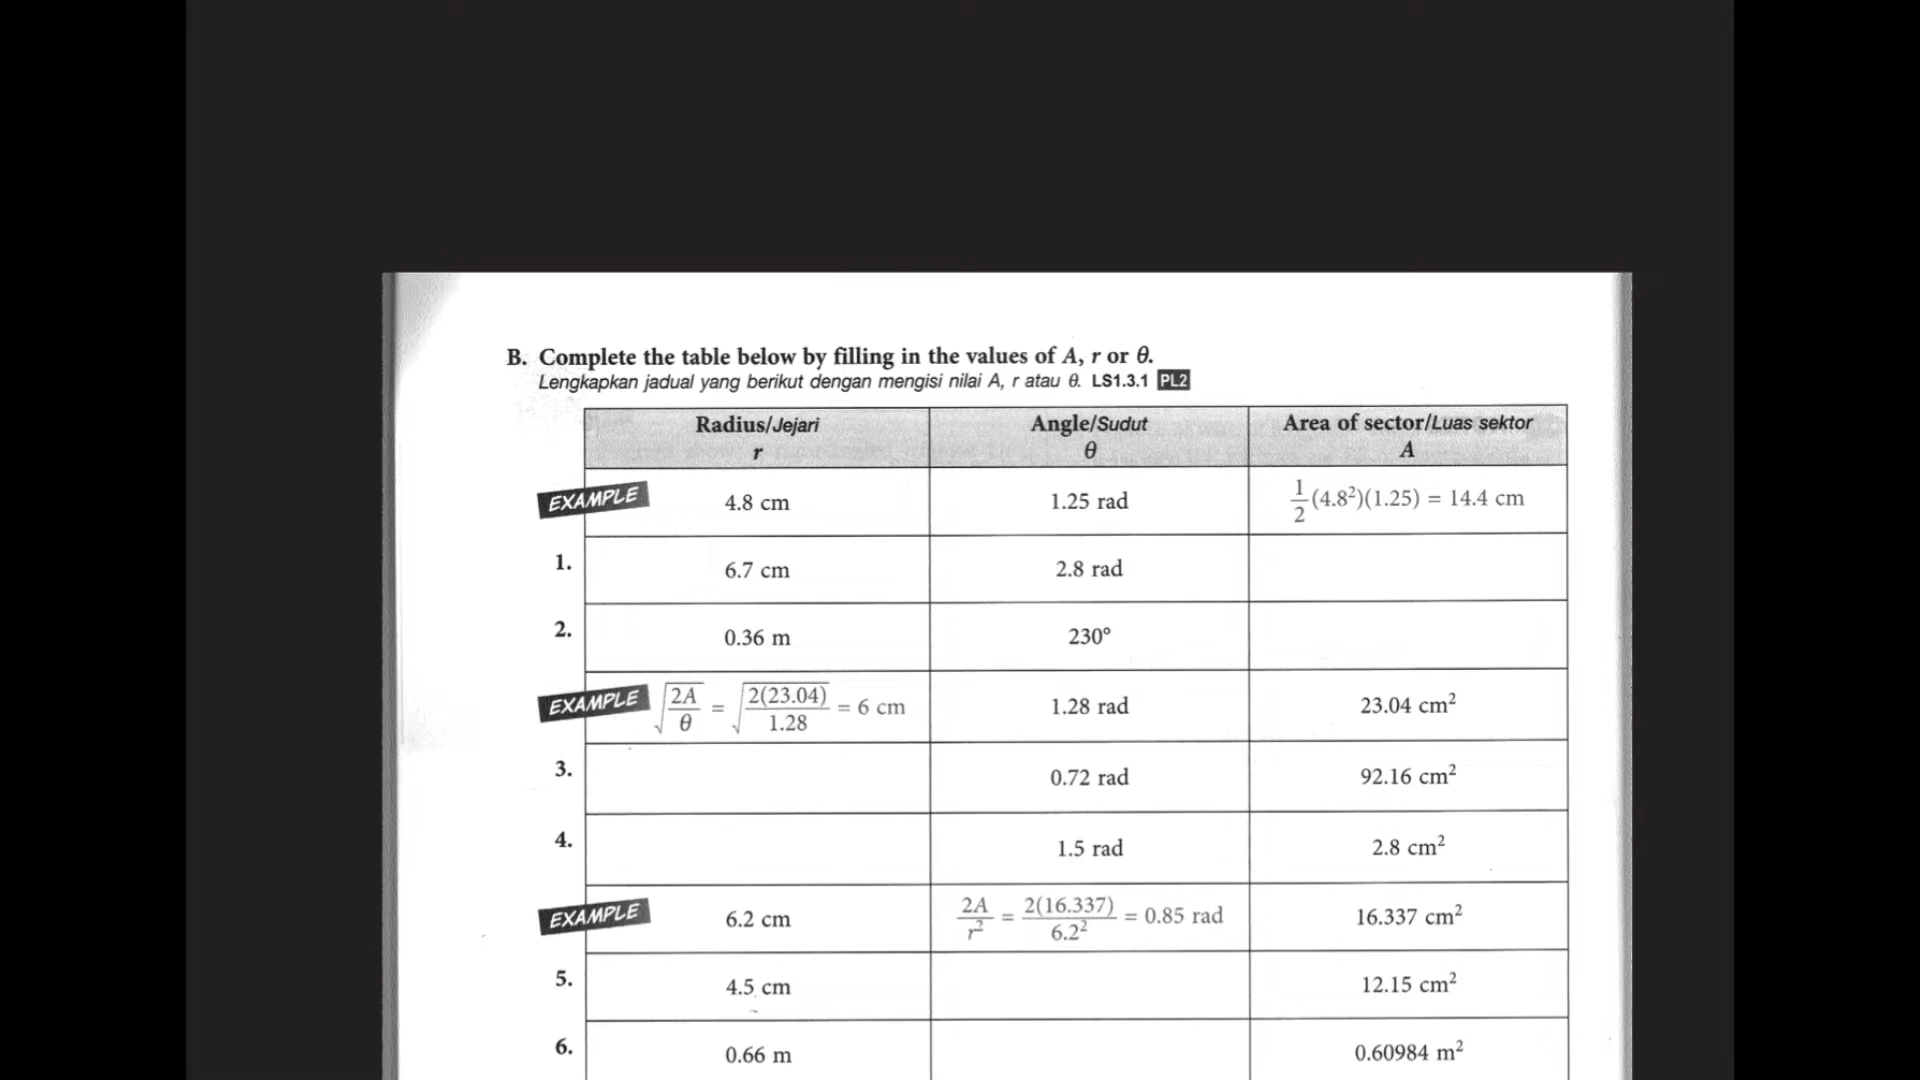 B. Complete the table below by filling in the values of A, r or θ.
Lengkapkan jadual yang berikut dengan mengisi nilai A, r atau θ. LS1.3.1 PL2
Radius/Jejari r Angle/Sudut θ Area of sector/Luas sektor A
EXAMPLE 4.8 cm 1.25 rad 1/2(4.8²)(1.25) = 14.4 cm
1. 6.7 cm 2.8 rad
2. 0.36 m 230°
EXAMPLE √(2A/θ) = √(2(23.04)/1.28) = 6 cm 1.28 rad 23.04 cm²
3. 0.72 rad 92.16 cm²
4. 1.5 rad 2.8 cm²
EXAMPLE 6.2 cm 2A/r² = 2(16.337)/6.2² = 0.85 rad 16.337 cm²
5. 4.5 cm 12.15 cm²
6. 0.66 m 0.60984 m²